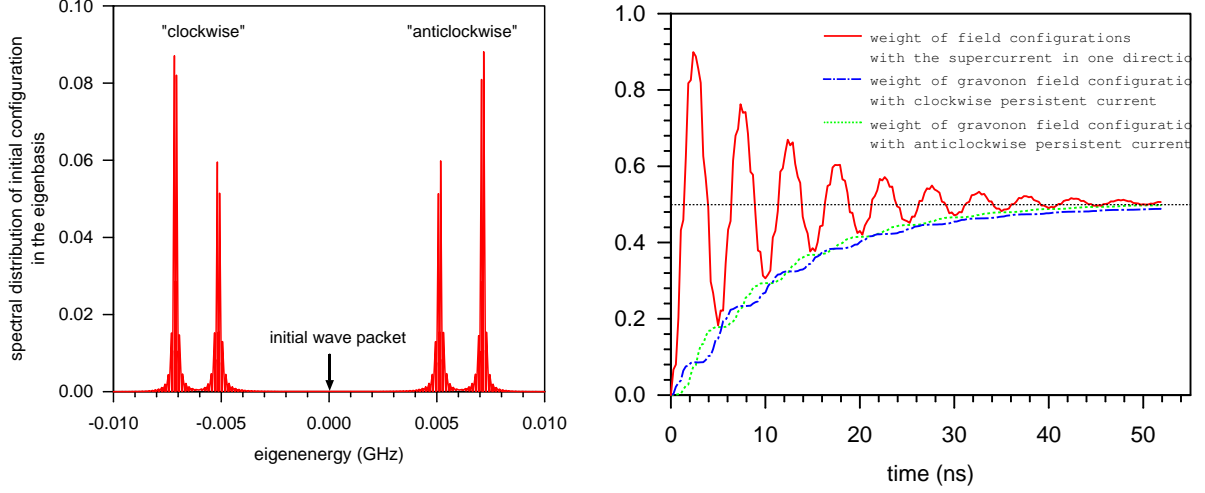 0.10
0.08
0.06
0.04
0.02
0.00
spectral distribution of initial configuration
in the eigenbasis
"clockwise"
"anticlockwise"
initial wave packet
-0.010
-0.005
0.000
0.005
0.010
eigenenergy (GHz)
1.0
0.8
0.6
0.4
0.2
0.0
weight of field configurations
with the supercurrent in one directio
weight of gravonon field configuratio
with clockwise persistent current
weight of gravonon field configuratio
with anticlockwise persistent current
0
10
20
30
40
50
time (ns)